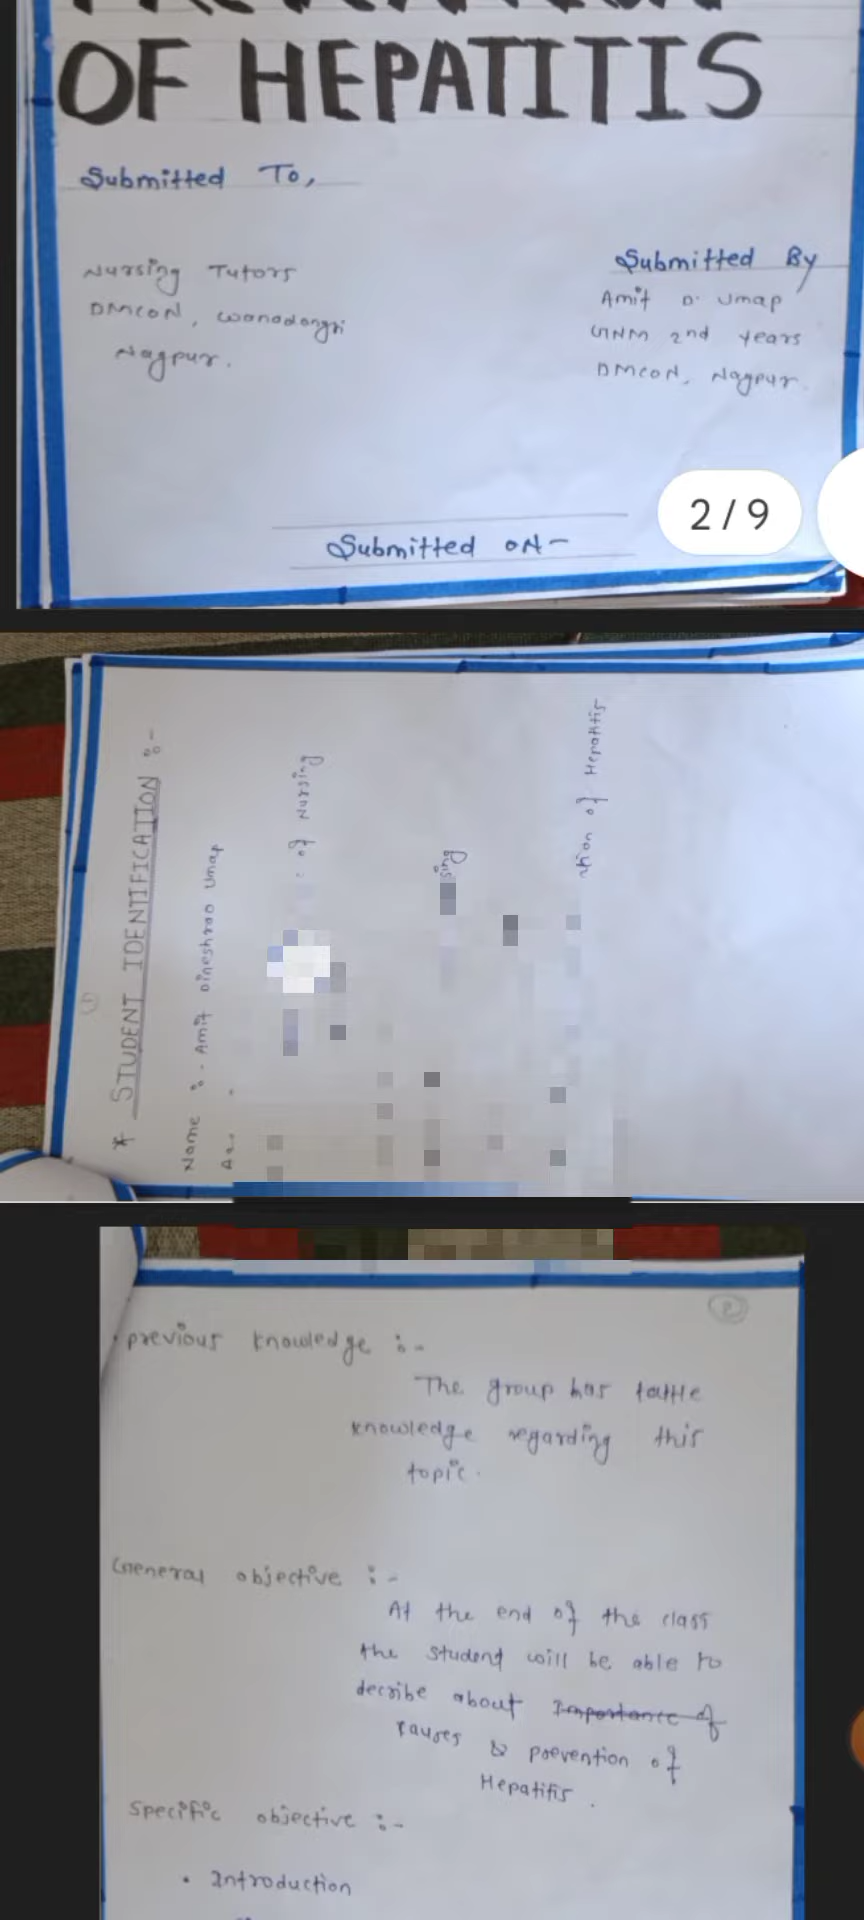 OF HEPATITIS
Submitted To,
Nursing Tutors
DMCON, Wanadongri
Nagpur.
Submitted By
Amit D. Umap
GNM 2nd years
DMCON, Nagpur.
2 / 9
Submitted ON-
* STUDENT IDENTIFICATION :-
Name :- Amit Dineshrao Umap
of Nursing
sing
ntion of Hepatitis
2
previous knowledge :-
The group has
knowledge regarding this
topic.
General objective :-
At the end of the class
the student will be able to
decribe about Importance of
causes & prevention of
Hepatitis.
Specific objective :-
• Introduction